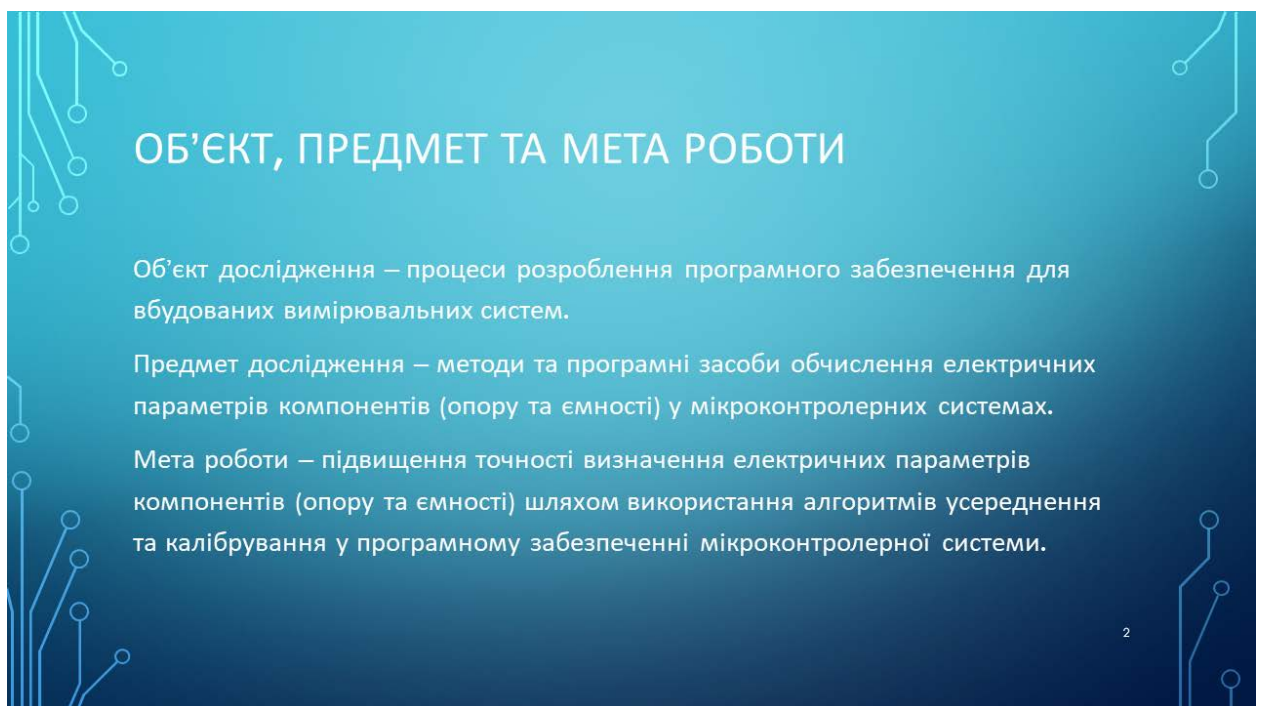 ОБ’ЄКТ, ПРЕДМЕТ ТА МЕТА РОБОТИ
Об’єкт дослідження – процеси розроблення програмного забезпечення для
вбудованих вимірювальних систем.
Предмет дослідження – методи та програмні засоби обчислення електричних
параметрів компонентів (опору та ємності) у мікроконтролерних системах.
Мета роботи – підвищення точності визначення електричних параметрів
компонентів (опору та ємності) шляхом використання алгоритмів усереднення
та калібрування у програмному забезпеченні мікроконтролерної системи.
2